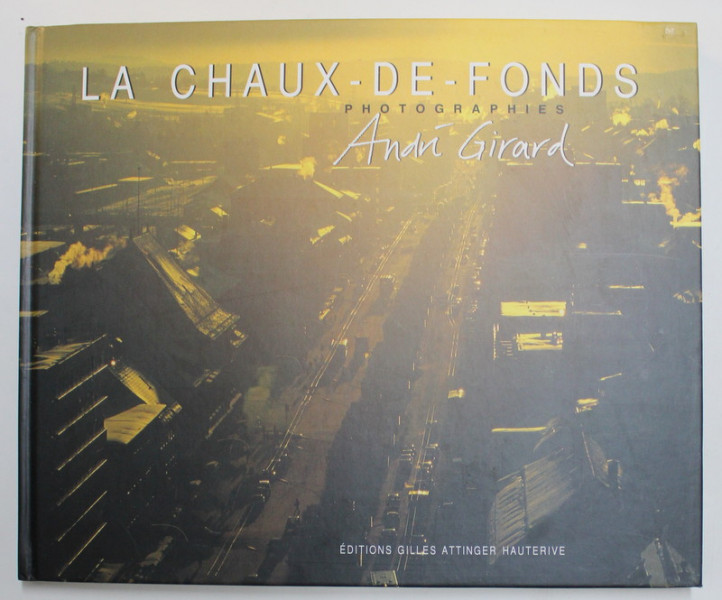 LA CHAUX-DE-FONDS
PHOTOGRAPHIES
André Girard
ÉDITIONS GILLES ATTINGER HAUTERIVE